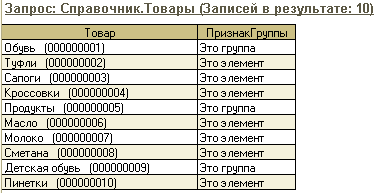 Запрос: Справочник.Товары (Записей в результате: 10)
Товар ПризнакГруппы
Обувь (000000001) Это группа
Туфли (000000002) Это элемент
Сапоги (000000003) Это элемент
Кроссовки (000000004) Это элемент
Продукты (000000005) Это группа
Масло (000000006) Это элемент
Молоко (000000007) Это элемент
Сметана (000000008) Это элемент
Детская обувь (000000009) Это группа
Пинетки (000000010) Это элемент